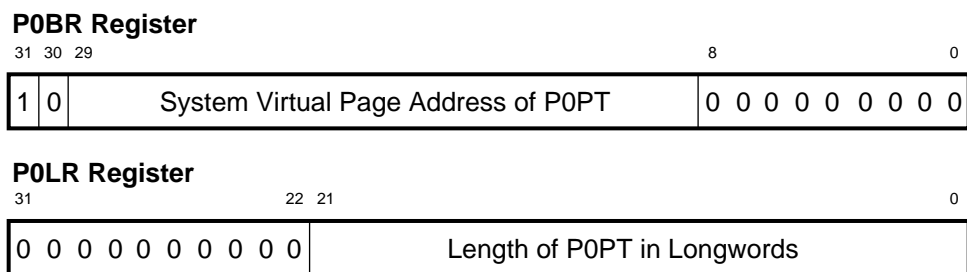 P0BR Register
31 30 29 8 0
1 0 System Virtual Page Address of P0PT 0 0 0 0 0 0 0 0 0
P0LR Register
31 22 21 0
0 0 0 0 0 0 0 0 0 0 Length of P0PT in Longwords